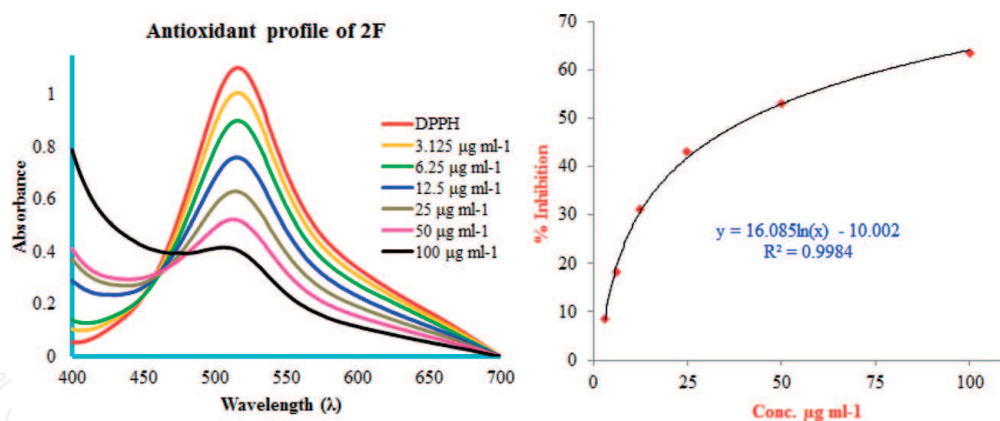 Antioxidant profile of 2F
Absorbance
1
0.8
0.6
0.4
0.2
0
400
450
500
550
600
650
700
Wavelength (λ)
DPPH
3.125 µg ml-1
6.25 µg ml-1
12.5 µg ml-1
25 µg ml-1
50 µg ml-1
100 µg ml-1
% Inhibition
70
60
50
40
30
20
10
0
y = 16.085ln(x) - 10.002
R² = 0.9984
0
25
50
75
100
Conc. µg ml-1